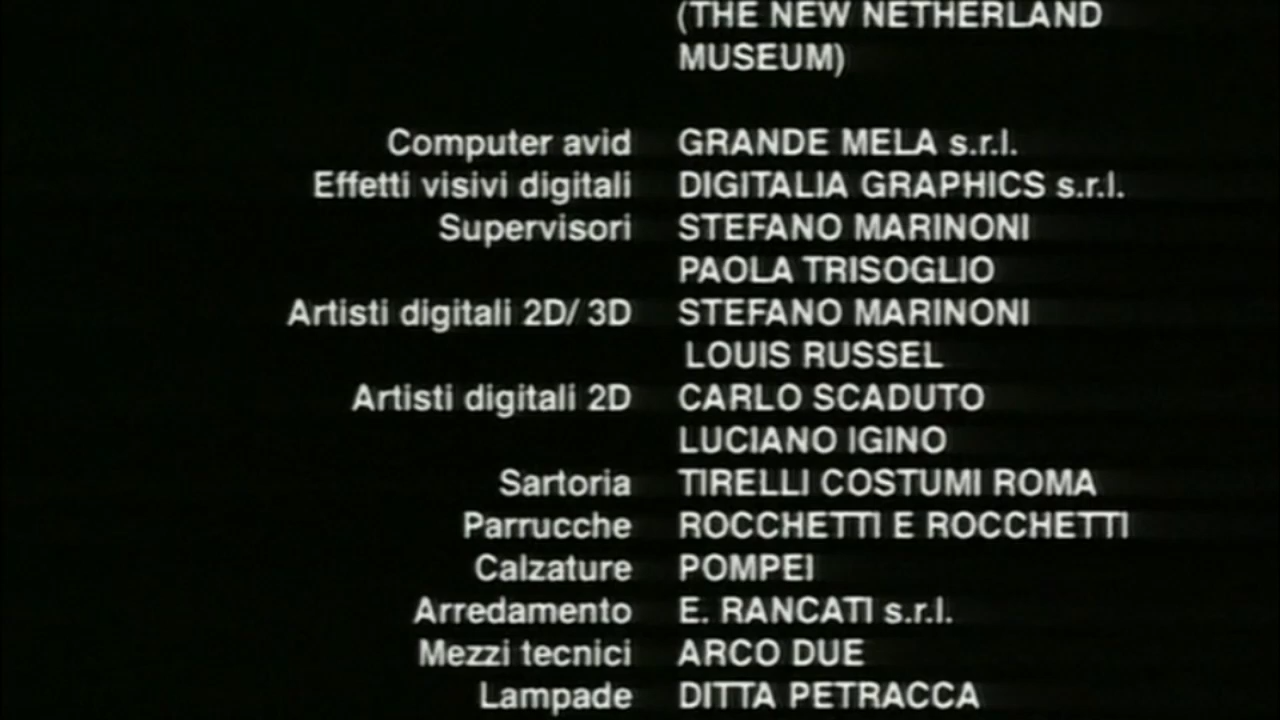 (THE NEW NETHERLAND
MUSEUM)
Computer avid GRANDE MELA s.r.l.
Effetti visivi digitali DIGITALIA GRAPHICS s.r.l.
Supervisori STEFANO MARINONI
PAOLA TRISOGLIO
Artisti digitali 2D/ 3D STEFANO MARINONI
LOUIS RUSSEL
Artisti digitali 2D CARLO SCADUTO
LUCIANO IGINO
Sartoria TIRELLI COSTUMI ROMA
Parrucche ROCCHETTI E ROCCHETTI
Calzature POMPEI
Arredamento E. RANCATI s.r.l.
Mezzi tecnici ARCO DUE
Lampade DITTA PETRACCA